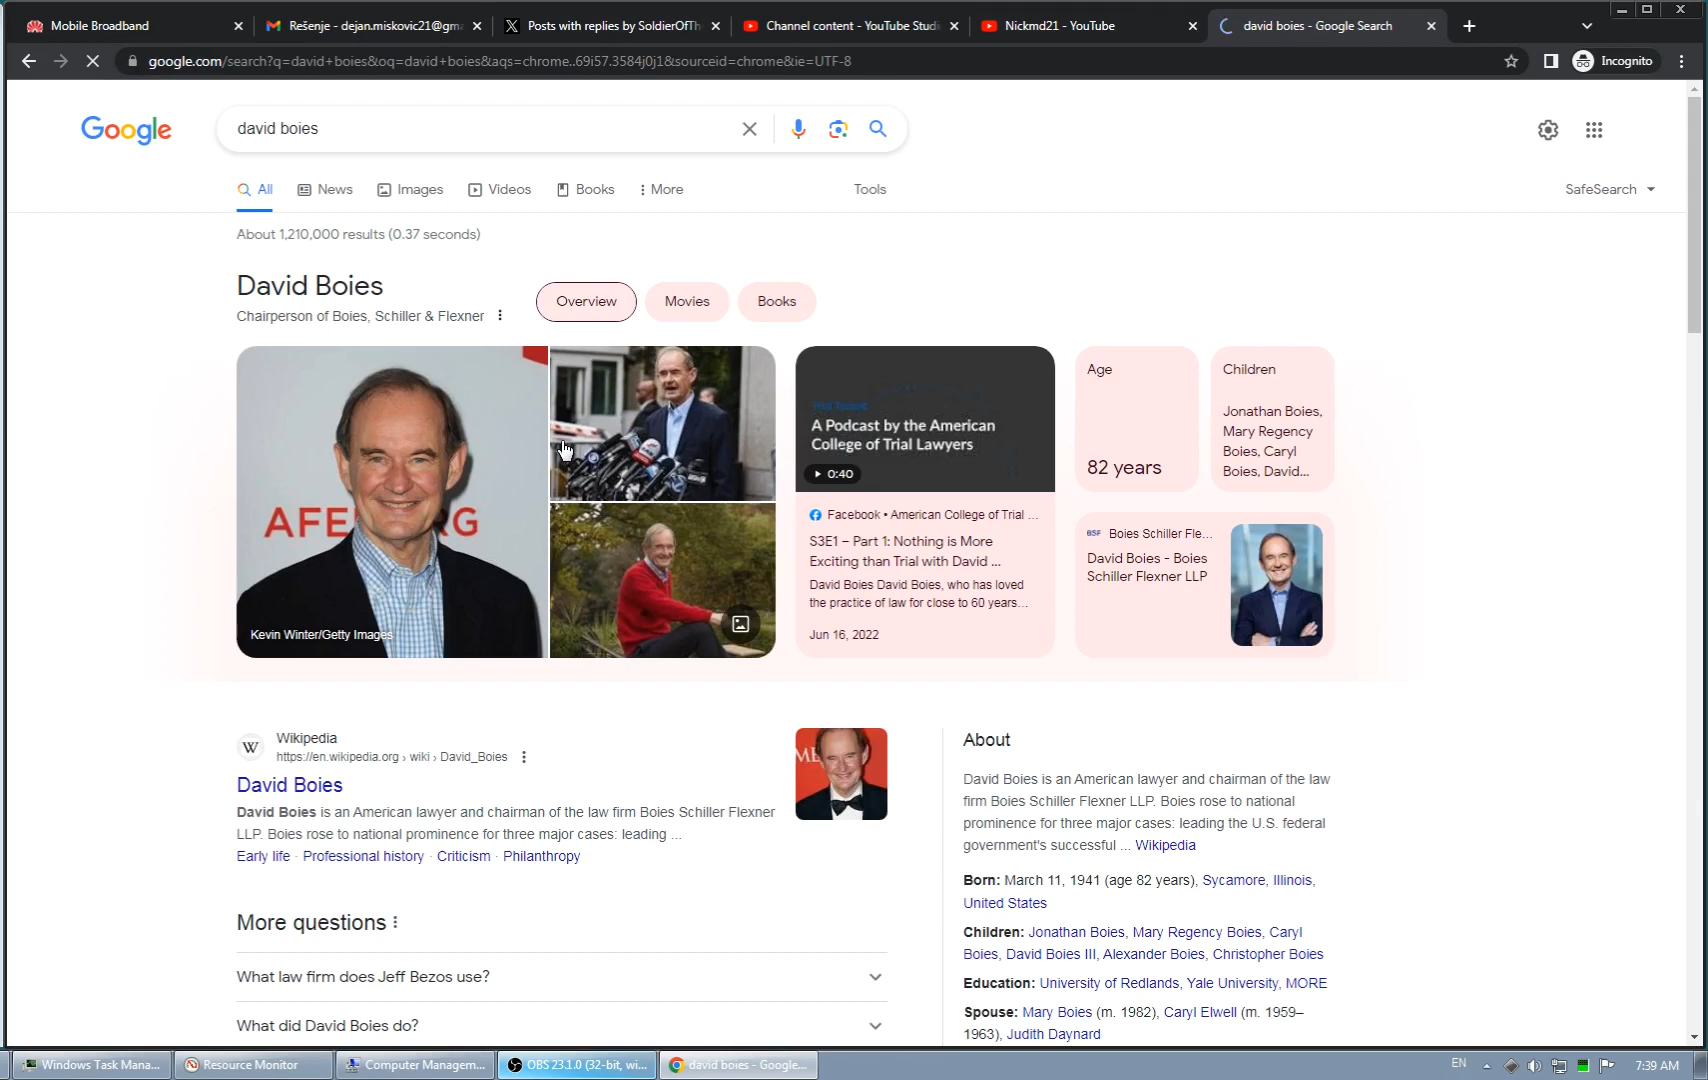 Mobile Broadband
Rešenje - dejan.miskovic21@gma
Posts with replies by SoldierOfTh
Channel content - YouTube Studi
Nickmd21 - YouTube
david boies - Google Search
google.com/search?q=david+boies&oq=david+boies&aqs=chrome..69i57.3584j0j1&sourceid=chrome&ie=UTF-8
Incognito
Google
david boies
All
News
Images
Videos
Books
More
Tools
SafeSearch
About 1,210,000 results (0.37 seconds)
David Boies
Chairperson of Boies, Schiller & Flexner
Overview
Movies
Books
Kevin Winter/Getty Images
A Podcast by the American
College of Trial Lawyers
0:40
Facebook • American College of Trial ...
S3E1 – Part 1: Nothing is More
Exciting than Trial with David ...
David Boies David Boies, who has loved
the practice of law for close to 60 years...
Jun 16, 2022
Age
82 years
Children
Jonathan Boies,
Mary Regency
Boies, Caryl
Boies, David...
BSF Boies Schiller Fle...
David Boies - Boies
Schiller Flexner LLP
W
Wikipedia
https://en.wikipedia.org › wiki › David_Boies
David Boies
David Boies is an American lawyer and chairman of the law firm Boies Schiller Flexner
LLP. Boies rose to national prominence for three major cases: leading ...
Early life · Professional history · Criticism · Philanthropy
More questions
What law firm does Jeff Bezos use?
What did David Boies do?
About
David Boies is an American lawyer and chairman of the law
firm Boies Schiller Flexner LLP. Boies rose to national
prominence for three major cases: leading the U.S. federal
government's successful ... Wikipedia
Born: March 11, 1941 (age 82 years), Sycamore, Illinois,
United States
Children: Jonathan Boies, Mary Regency Boies, Caryl
Boies, David Boies III, Alexander Boies, Christopher Boies
Education: University of Redlands, Yale University, MORE
Spouse: Mary Boies (m. 1982), Caryl Elwell (m. 1959–
1963), Judith Daynard
Windows Task Mana...
Resource Monitor
Computer Managem...
OBS 23.1.0 (32-bit, wi...
david boies - Google...
EN
7:39 AM